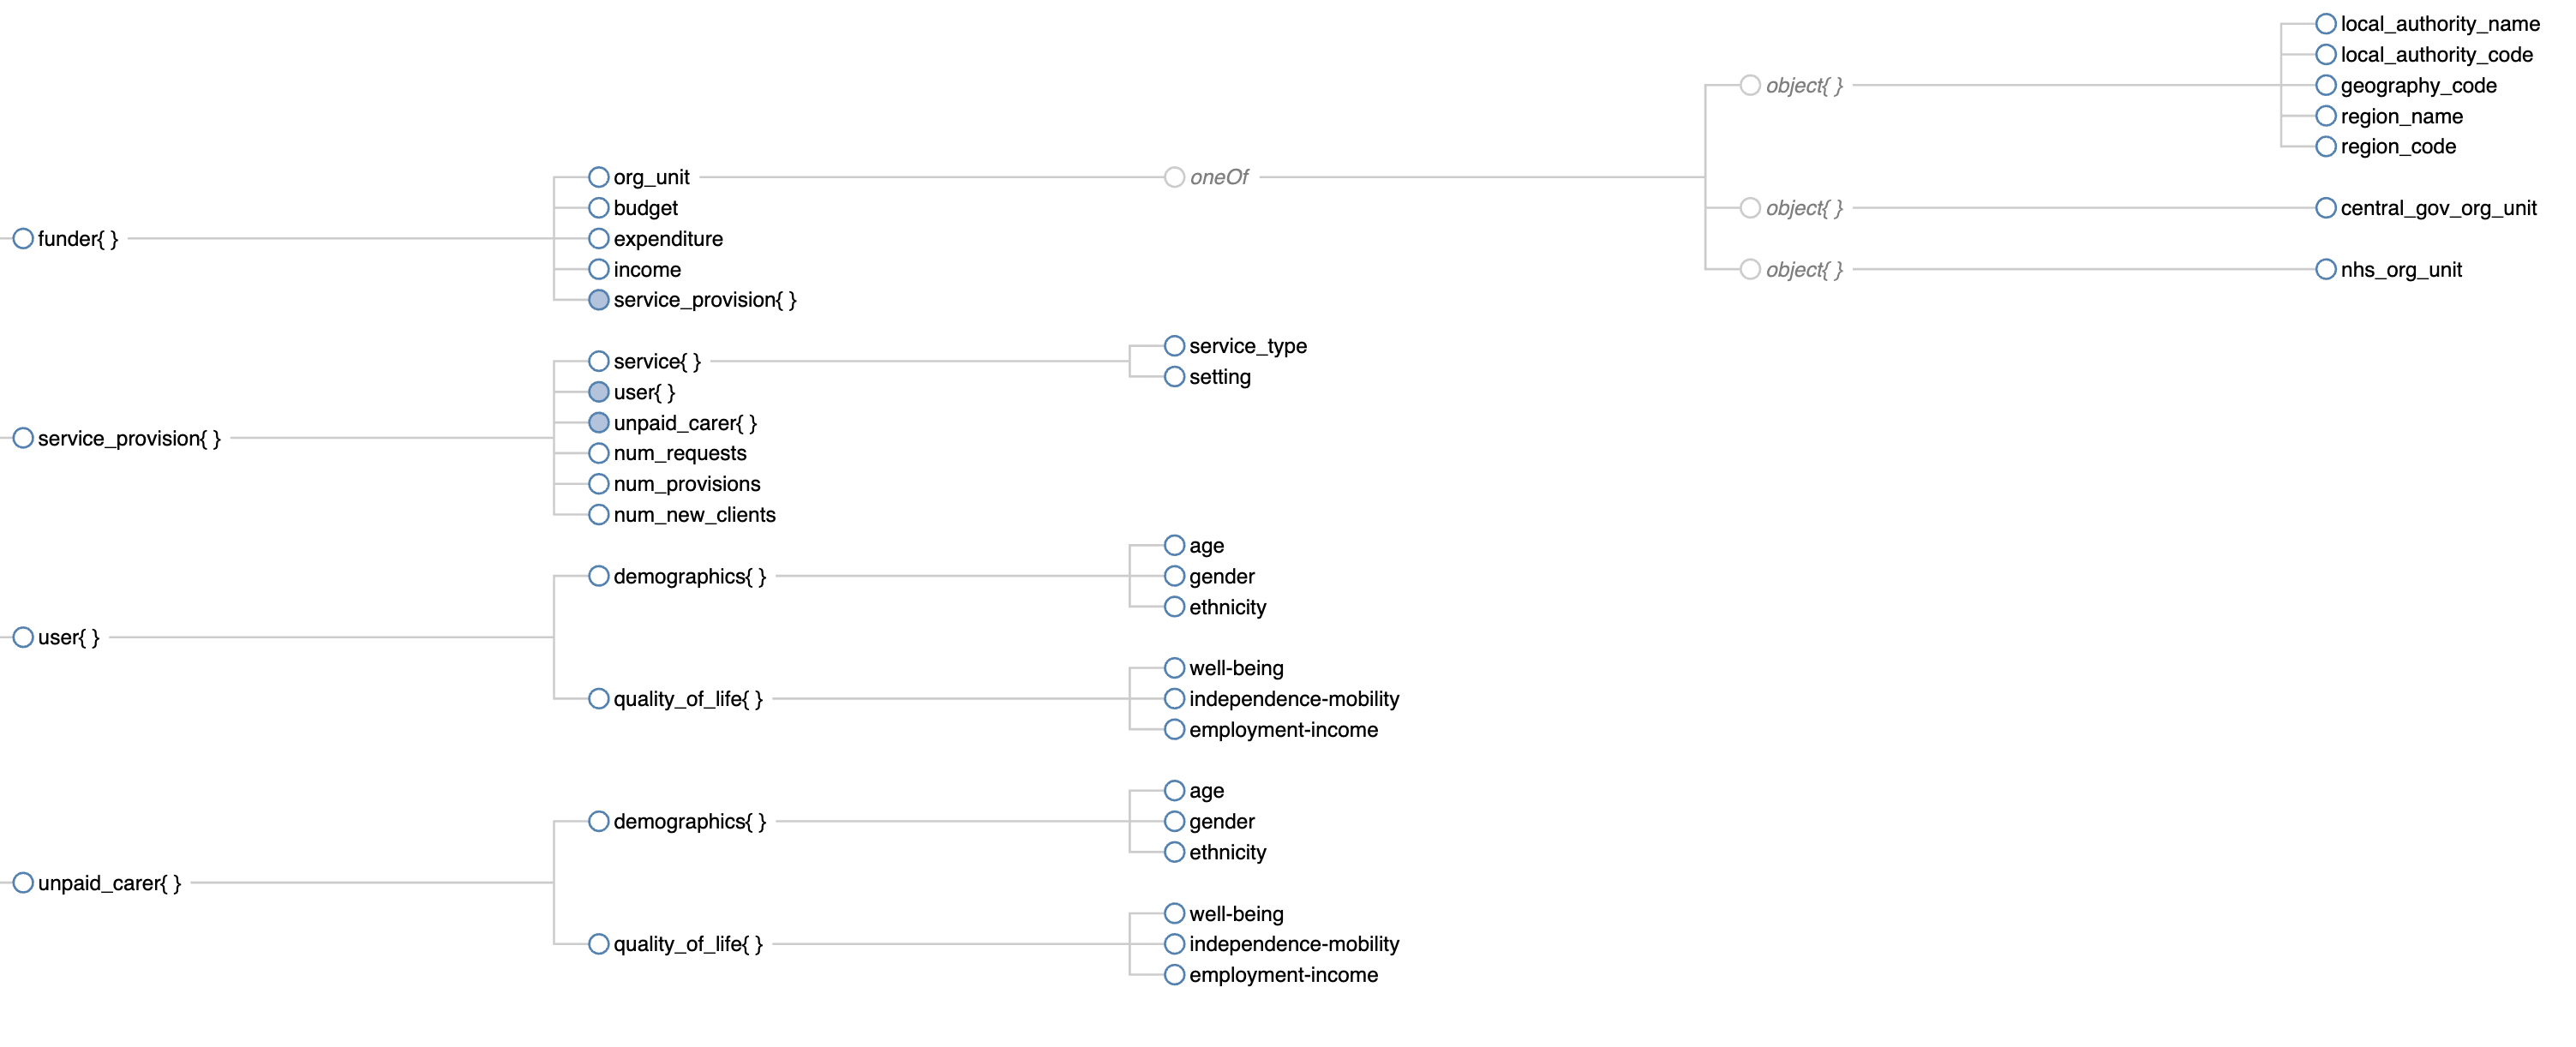 funder{ }
org_unit
oneOf
object{ }
local_authority_name
local_authority_code
geography_code
region_name
region_code
object{ }
central_gov_org_unit
object{ }
nhs_org_unit
budget
expenditure
income
service_provision{ }
service_provision{ }
service{ }
service_type
setting
user{ }
unpaid_carer{ }
num_requests
num_provisions
num_new_clients
user{ }
demographics{ }
age
gender
ethnicity
quality_of_life{ }
well-being
independence-mobility
employment-income
unpaid_carer{ }
demographics{ }
age
gender
ethnicity
quality_of_life{ }
well-being
independence-mobility
employment-income